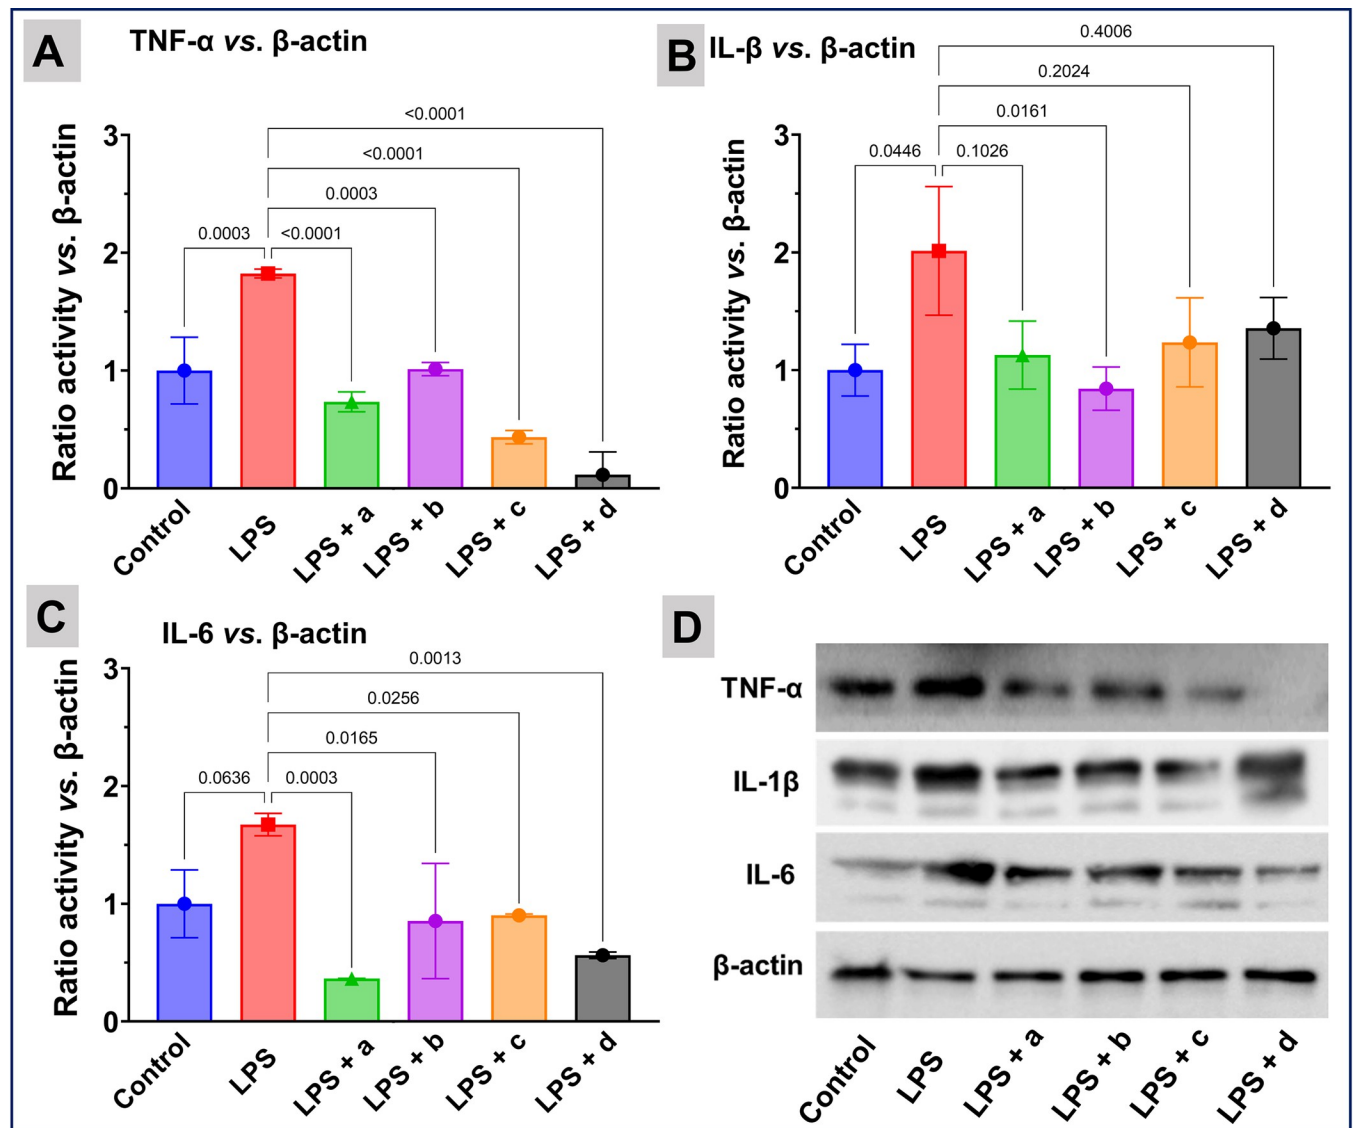 A
TNF-α vs. β-actin
<0.0001
<0.0001
0.0003
0.0003
<0.0001
Ratio activity vs. β-actin
3
2
1
0
Control
LPS
LPS + a
LPS + b
LPS + c
LPS + d
B
IL-β vs. β-actin
0.4006
0.2024
0.0161
0.0446
0.1026
Ratio activity vs. β-actin
3
2
1
0
Control
LPS
LPS + a
LPS + b
LPS + c
LPS + d
C
IL-6 vs. β-actin
0.0013
0.0256
0.0165
0.0636
0.0003
Ratio activity vs. β-actin
3
2
1
0
Control
LPS
LPS + a
LPS + b
LPS + c
LPS + d
D
TNF-α
IL-1β
IL-6
β-actin
Control
LPS
LPS + a
LPS + b
LPS + c
LPS + d